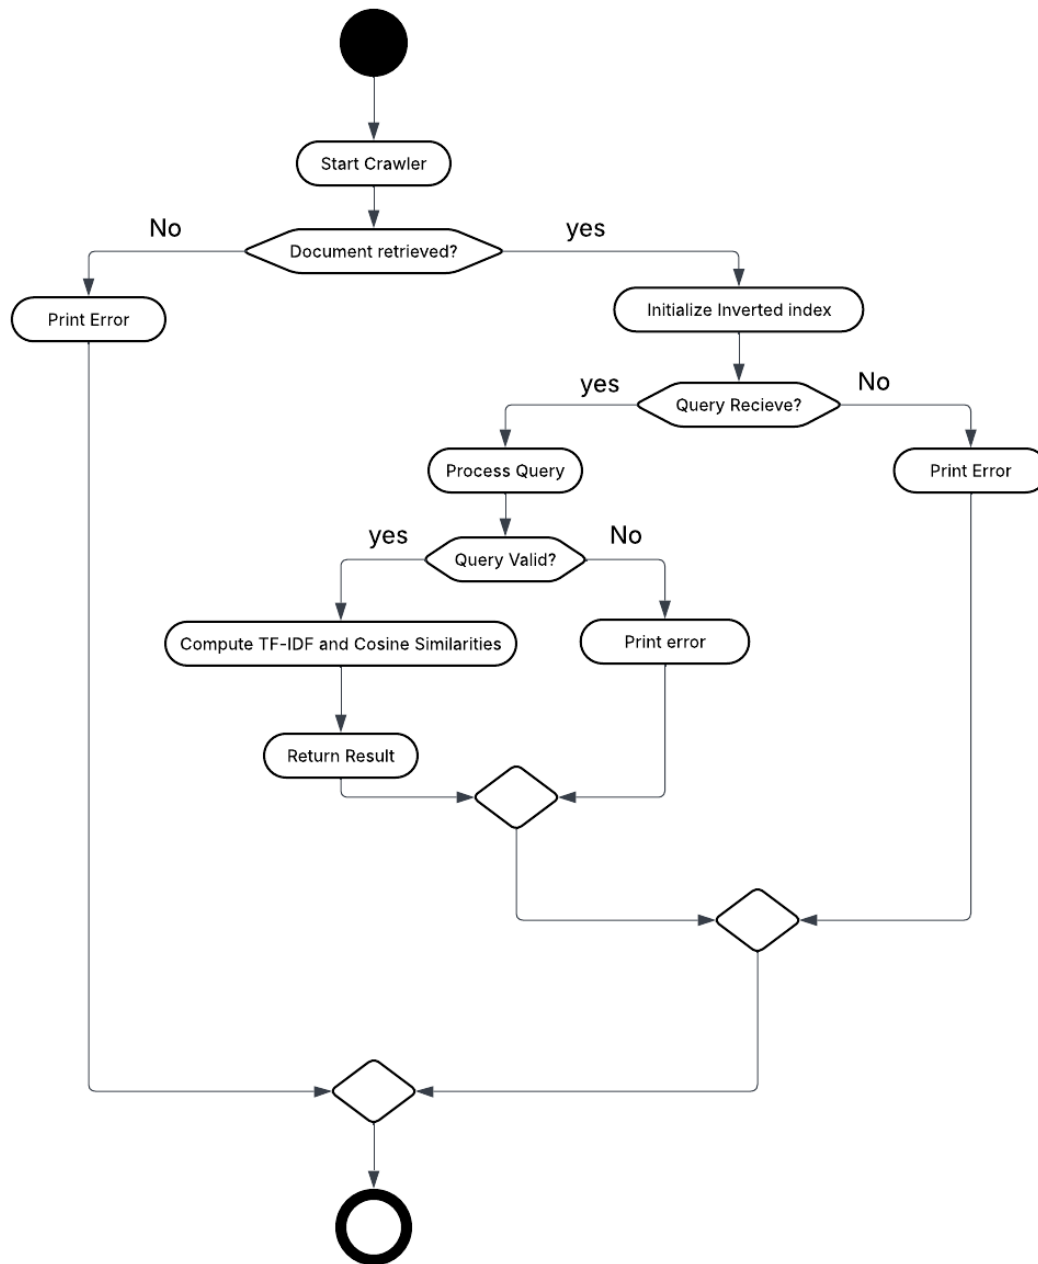 Start Crawler
No
yes
Document retrieved?
Initialize Inverted index
Print Error
yes
No
Query Recieve?
Process Query
Print Error
yes
No
Query Valid?
Compute TF-IDF and Cosine Similarities
Print error
Return Result